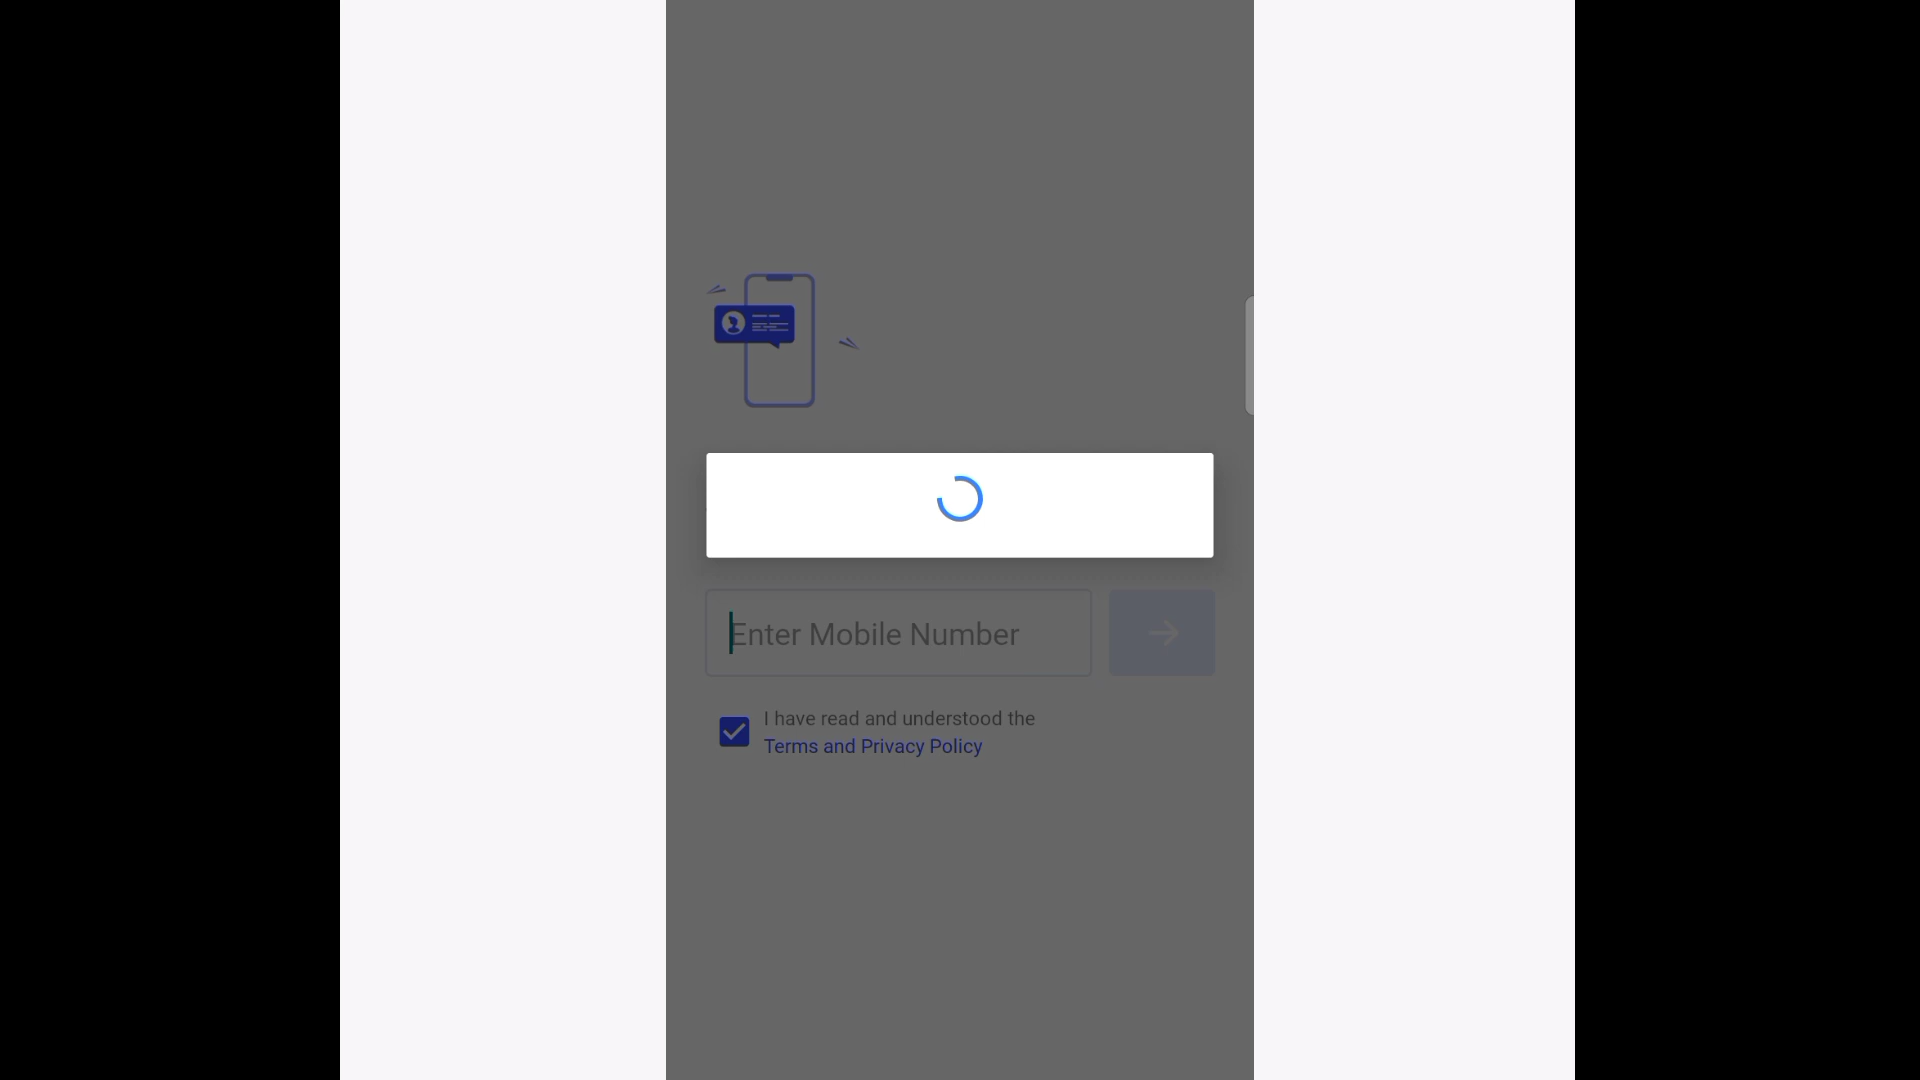 Enter Mobile Number
I have read and understood the
Terms and Privacy Policy